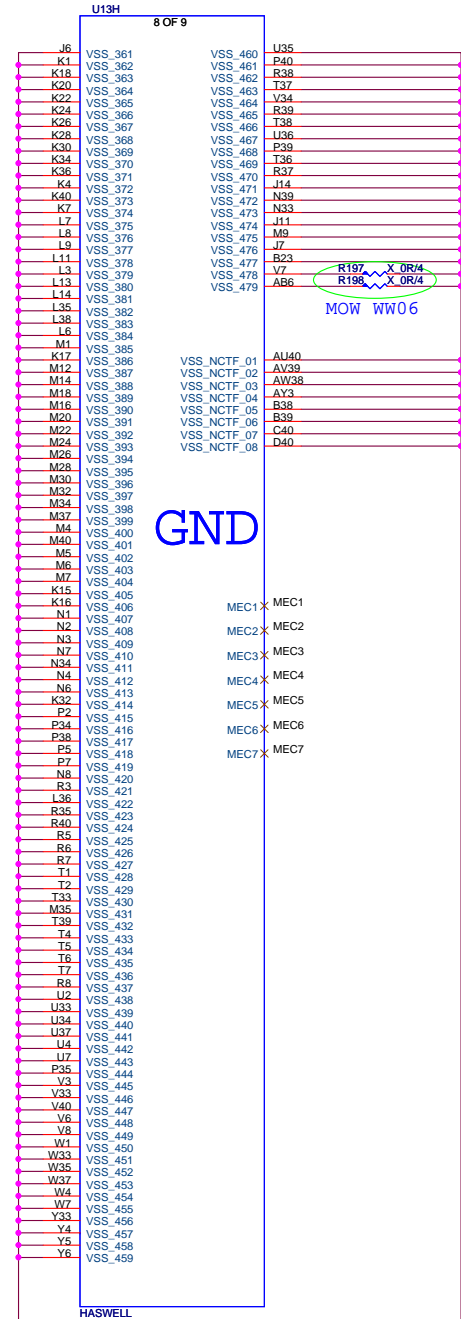 U13H
8 OF 9
J6 VSS_361
K1 VSS_362
K18 VSS_363
K20 VSS_364
K22 VSS_365
K24 VSS_366
K26 VSS_367
K28 VSS_368
K30 VSS_369
K34 VSS_370
K36 VSS_371
K4 VSS_372
K40 VSS_373
K7 VSS_374
L7 VSS_375
L8 VSS_376
L9 VSS_377
L11 VSS_378
L3 VSS_379
L13 VSS_380
L14 VSS_381
L35 VSS_382
L38 VSS_383
L6 VSS_384
M1 VSS_385
K17 VSS_386
M12 VSS_387
M14 VSS_388
M18 VSS_389
M16 VSS_390
M20 VSS_391
M22 VSS_392
M24 VSS_393
M26 VSS_394
M28 VSS_395
M30 VSS_396
M32 VSS_397
M34 VSS_398
M37 VSS_399
M4 VSS_400
M40 VSS_401
M5 VSS_402
M6 VSS_403
M7 VSS_404
K15 VSS_405
K16 VSS_406
N1 VSS_407
N2 VSS_408
N3 VSS_409
N7 VSS_410
N34 VSS_411
N4 VSS_412
N6 VSS_413
K32 VSS_414
P2 VSS_415
P34 VSS_416
P38 VSS_417
P5 VSS_418
P7 VSS_419
N8 VSS_420
R3 VSS_421
L36 VSS_422
R35 VSS_423
R40 VSS_424
R5 VSS_425
R6 VSS_426
R7 VSS_427
T1 VSS_428
T2 VSS_429
T33 VSS_430
M35 VSS_431
T39 VSS_432
T4 VSS_433
T5 VSS_434
T6 VSS_435
T7 VSS_436
R8 VSS_437
U2 VSS_438
U33 VSS_439
U34 VSS_440
U37 VSS_441
U4 VSS_442
U7 VSS_443
P35 VSS_444
V3 VSS_445
V33 VSS_446
V40 VSS_447
V6 VSS_448
V8 VSS_449
W1 VSS_450
W33 VSS_451
W35 VSS_452
W37 VSS_453
W4 VSS_454
W7 VSS_455
Y33 VSS_456
Y4 VSS_457
Y5 VSS_458
Y6 VSS_459
VSS_460 U35
VSS_461 P40
VSS_462 R38
VSS_463 T37
VSS_464 V34
VSS_465 R39
VSS_466 T38
VSS_467 U36
VSS_468 P39
VSS_469 T36
VSS_470 R37
VSS_471 J14
VSS_472 N39
VSS_473 N33
VSS_474 J11
VSS_475 M9
VSS_476 J7
VSS_477 B23
VSS_478 V7 R197 X_0R/4
VSS_479 AB6 R198 X_0R/4
MOW WW06
VSS_NCTF_01 AU40
VSS_NCTF_02 AV39
VSS_NCTF_03 AW38
VSS_NCTF_04 AY3
VSS_NCTF_05 B38
VSS_NCTF_06 B39
VSS_NCTF_07 C40
VSS_NCTF_08 D40
GND
MEC1 MEC1
MEC2 MEC2
MEC3 MEC3
MEC4 MEC4
MEC5 MEC5
MEC6 MEC6
MEC7 MEC7
HASWELL